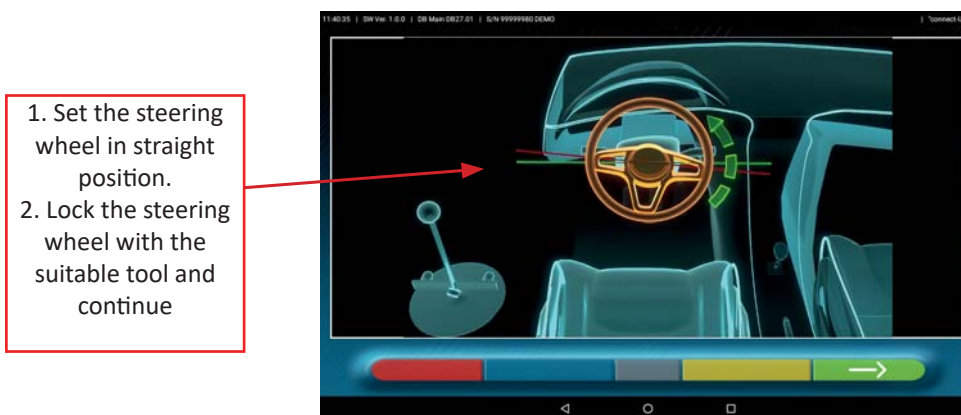 11:40:35 | SW Ver. 1.0.0 | DB Main DB27.01 | S/N 99999980 DEMO
| "connect-U
1. Set the steering
wheel in straight
position.
2. Lock the steering
wheel with the
suitable tool and
continue